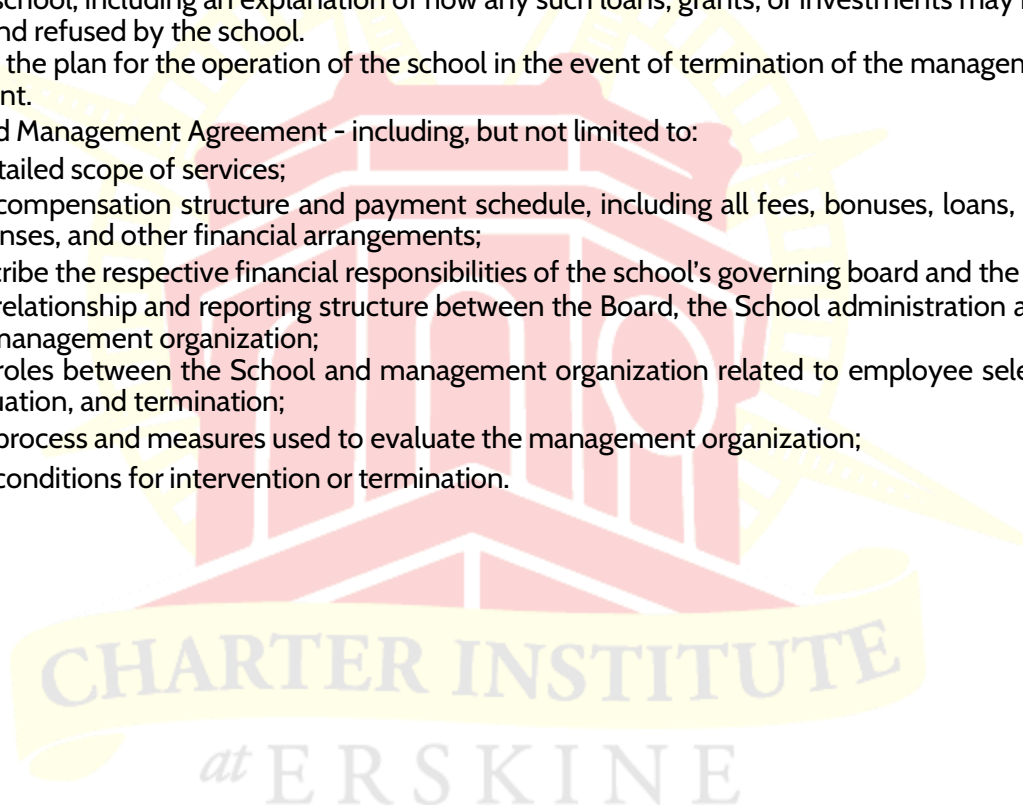 school, including an explanation of how any such loans, grants, or investments may
nd refused by the school.
the plan for the operation of the school in the event of termination of the managem
nt.
d Management Agreement - including, but not limited to:
tailed scope of services;
compensation structure and payment schedule, including all fees, bonuses, loans,
nses, and other financial arrangements;
cribe the respective financial responsibilities of the school's governing board and the
relationship and reporting structure between the Board, the School administration a
management organization;
roles between the School and management organization related to employee sele
uation, and termination;
process and measures used to evaluate the management organization;
conditions for intervention or termination.
CHARTER INSTITUTE
at ERSKINE